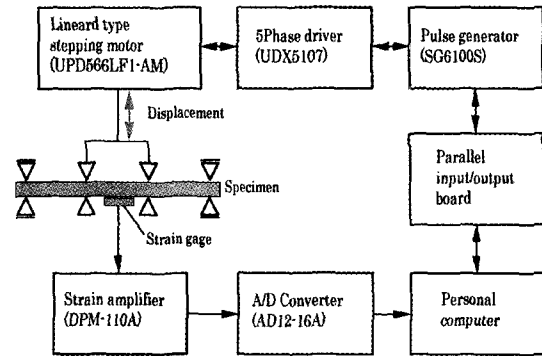 Lineard type
stepping motor
(UPD566LF1-AM)
5Phase driver
(UDX5107)
Pulse generator
(SG6100S)
Displacement
Parallel
input/output
board
Specimen
Strain gage
Strain amplifier
(DPM-110A)
A/D Converter
(AD12-16A)
Personal
computer